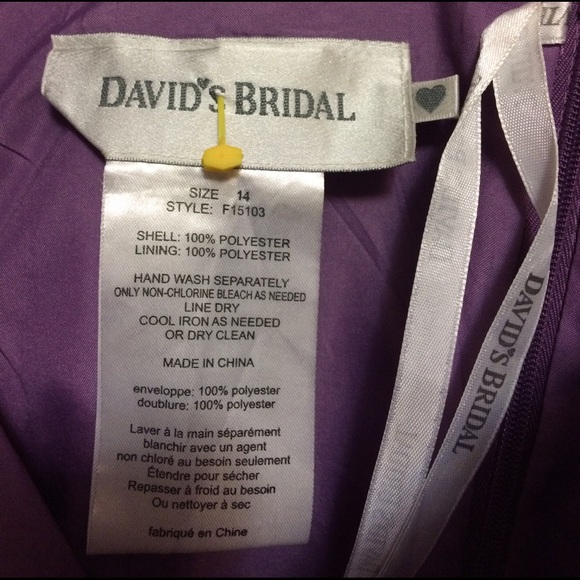 DAVID'S BRIDAL
SIZE 14
STYLE: F15103
SHELL: 100% POLYESTER
LINING: 100% POLYESTER
HAND WASH SEPARATELY
ONLY NON-CHLORINE BLEACH AS NEEDED
LINE DRY
COOL IRON AS NEEDED
OR DRY CLEAN
MADE IN CHINA
enveloppe: 100% polyester
doublure: 100% polyester
Laver à la main séparément
blanchir avec un agent
non chloré au besoin seulement
Étendre pour sécher
Repasser à froid au besoin
Ou nettoyer à sec
fabriqué en Chine
DAVID'S BRIDAL